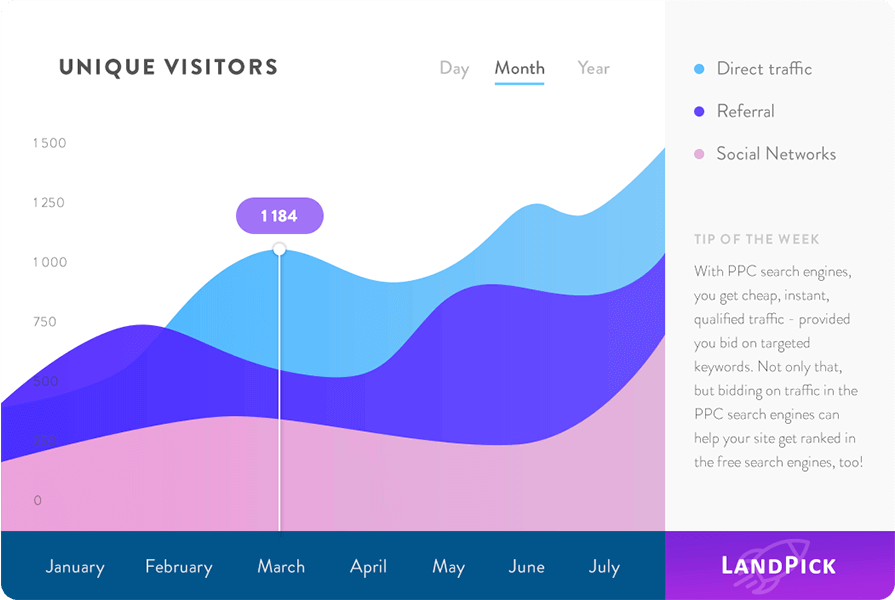 UNIQUE VISITORS
Day Month Year
1 500
1 250
1 000
750
500
250
0
1 184
January February March April May June July
Direct traffic
Referral
Social Networks
TIP OF THE WEEK
With PPC search engines,
you get cheap, instant,
qualified traffic - provided
you bid on targeted
keywords. Not only that,
but bidding on traffic in the
PPC search engines can
help your site get ranked in
the free search engines, too!
LANDPICK